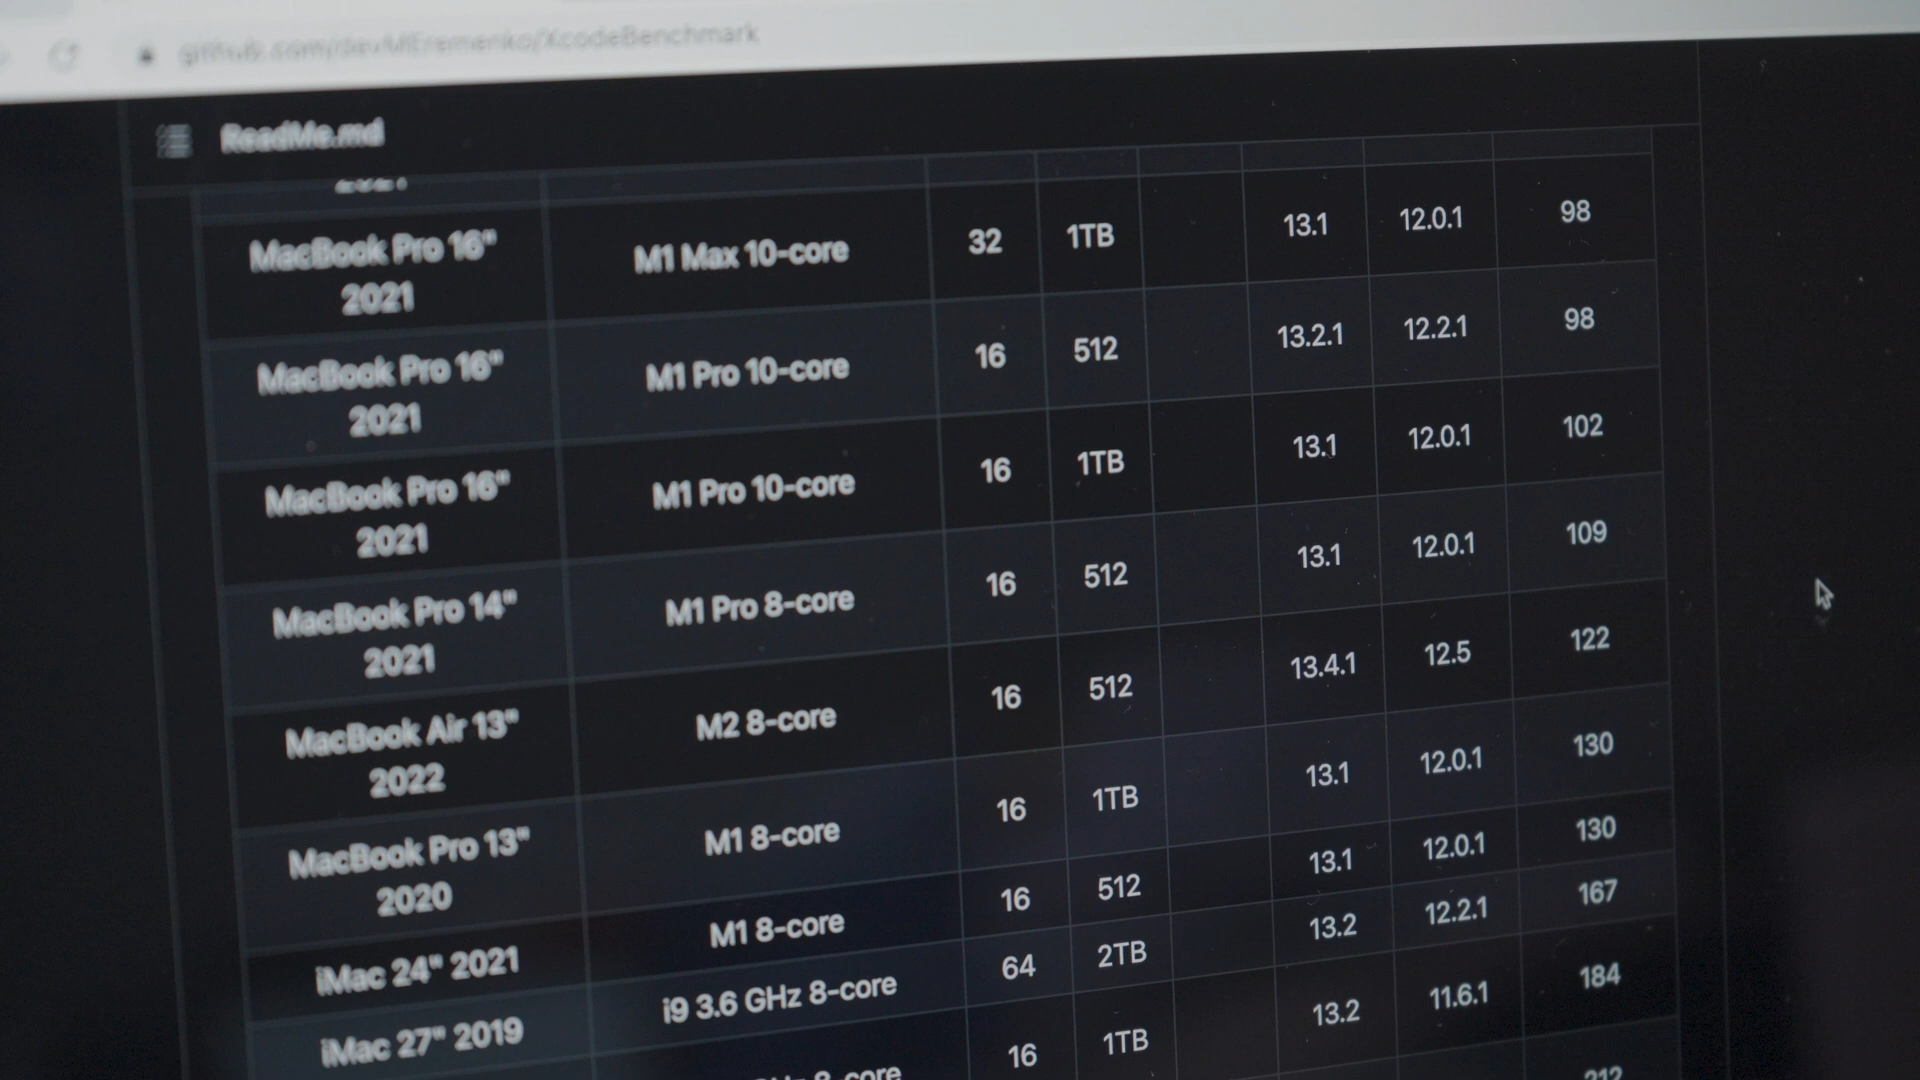 github.com/devMEremenko/XcodeBenchmark
ReadMe.md
MacBook Pro 16" 2021 M1 Max 10-core 32 1TB 13.1 12.0.1 98
MacBook Pro 16" 2021 M1 Pro 10-core 16 512 13.2.1 12.2.1 98
MacBook Pro 16" 2021 M1 Pro 10-core 16 1TB 13.1 12.0.1 102
MacBook Pro 14" 2021 M1 Pro 8-core 16 512 13.1 12.0.1 109
MacBook Air 13" 2022 M2 8-core 16 512 13.4.1 12.5 122
MacBook Pro 13" 2020 M1 8-core 16 1TB 13.1 12.0.1 130
iMac 24" 2021 M1 8-core 16 512 13.1 12.0.1 130
iMac 27" 2019 i9 3.6 GHz 8-core 64 2TB 13.2 12.2.1 167
8-core 16 1TB 13.2 11.6.1 184
212